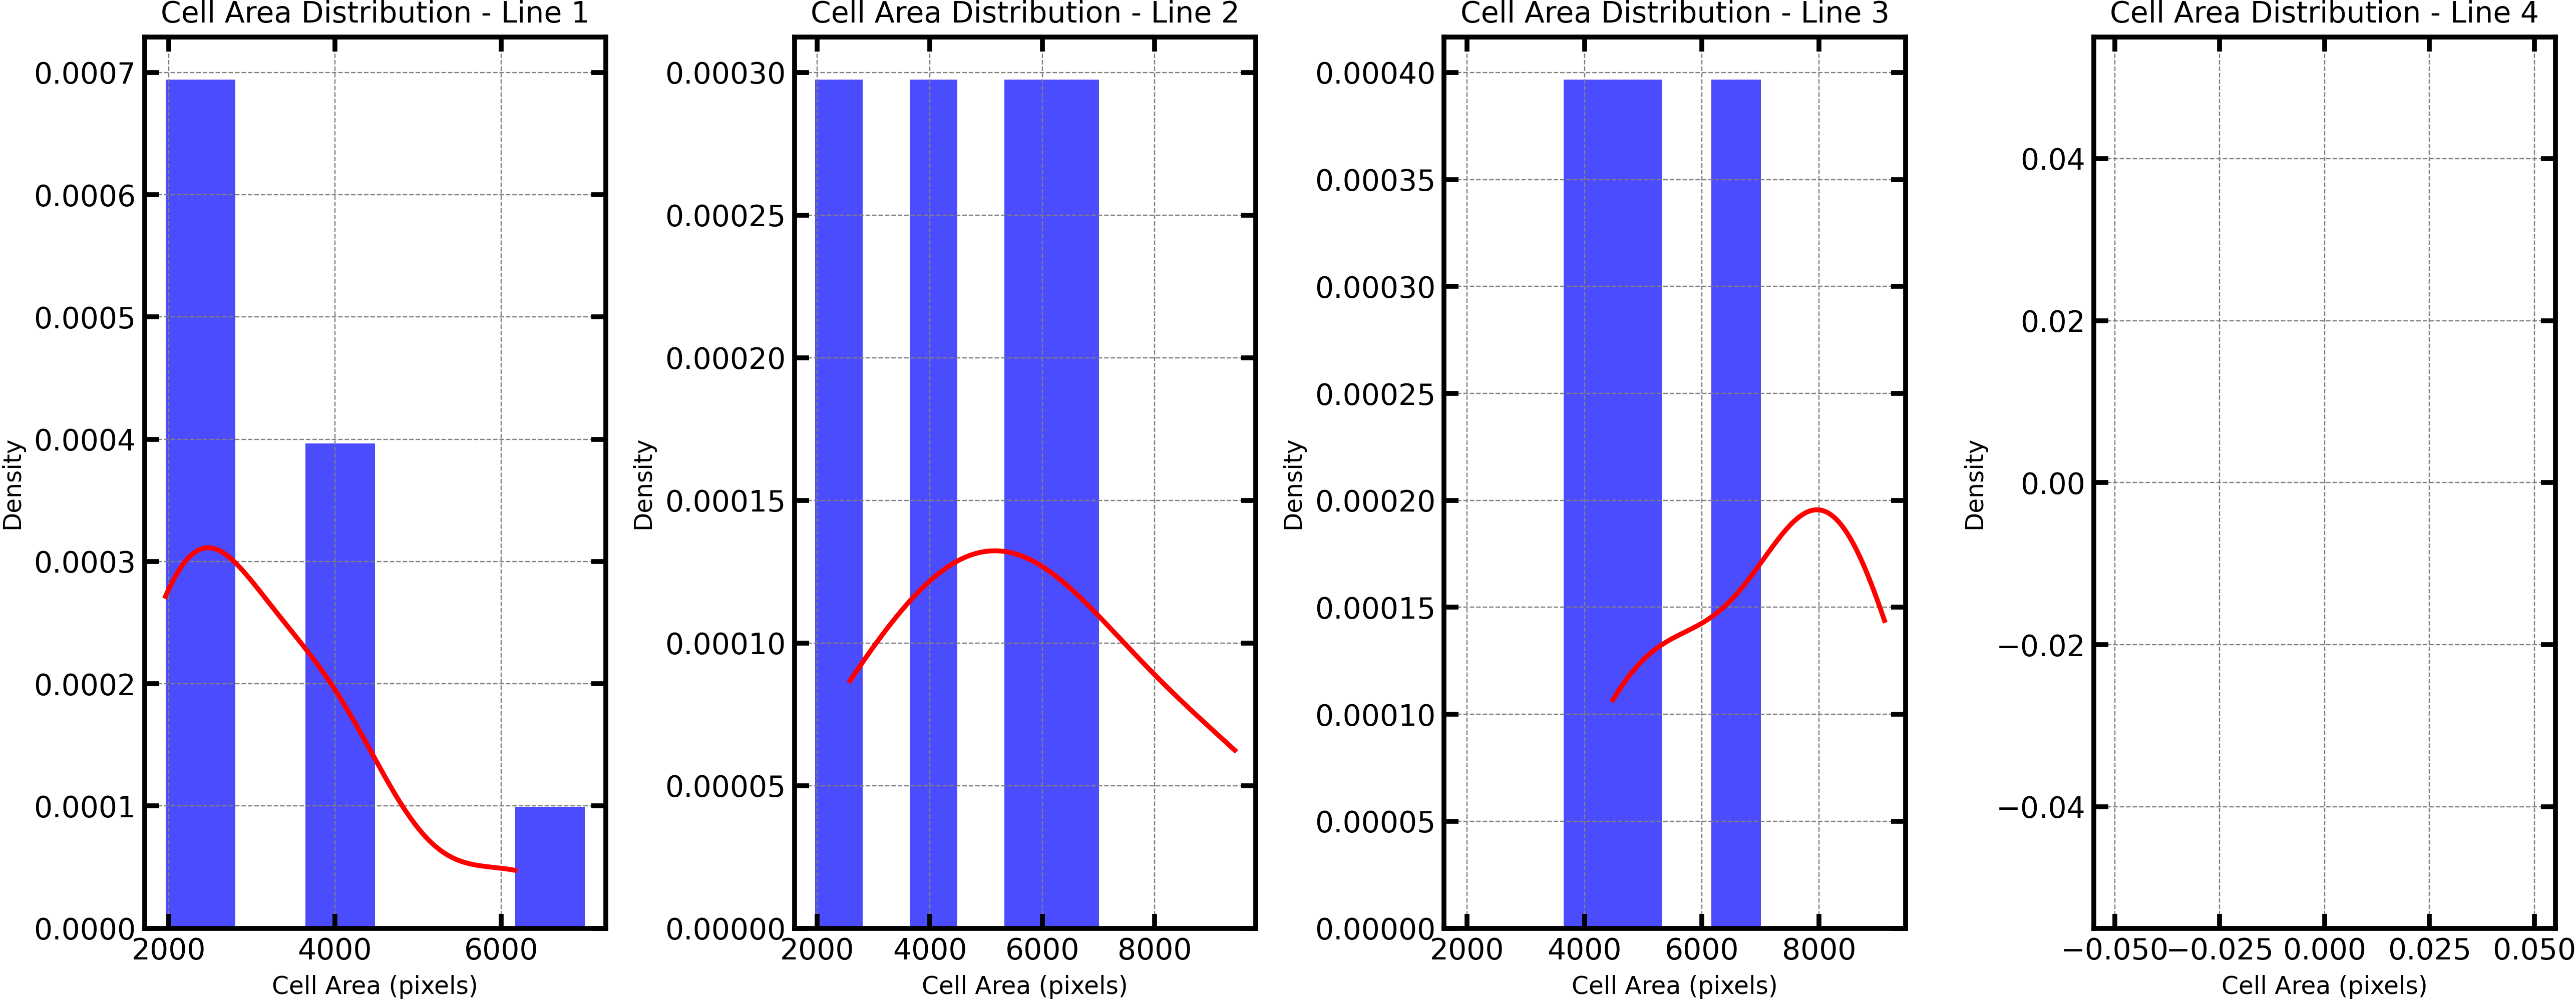 Cell Area Distribution - Line 1
0.0007
0.0006
0.0005
0.0004
0.0003
0.0002
0.0001
0.0000
Density
2000 4000 6000
Cell Area (pixels)
Cell Area Distribution - Line 2
0.00030
0.00025
0.00020
0.00015
0.00010
0.00005
0.00000
Density
2000 4000 6000 8000
Cell Area (pixels)
Cell Area Distribution - Line 3
0.00040
0.00035
0.00030
0.00025
0.00020
0.00015
0.00010
0.00005
0.00000
Density
2000 4000 6000 8000
Cell Area (pixels)
Cell Area Distribution - Line 4
0.04
0.02
0.00
−0.02
−0.04
Density
−0.050 −0.025 0.000 0.025 0.050
Cell Area (pixels)